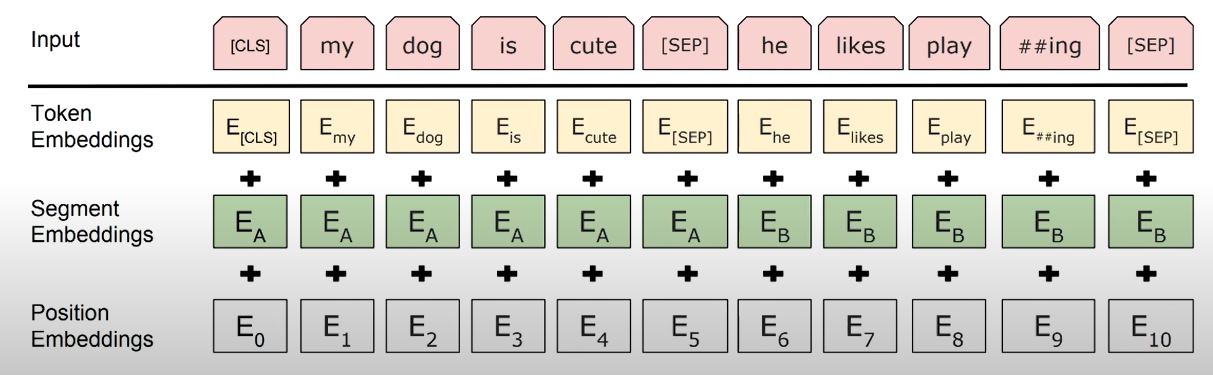 Input [CLS] my dog is cute [SEP] he likes play ##ing [SEP]
Token Embeddings E[CLS] Emy Edog Eis Ecute E[SEP] Ehe Elikes Eplay E##ing E[SEP]
+ + + + + + + + + + +
Segment Embeddings EA EA EA EA EA EA EB EB EB EB EB
+ + + + + + + + + + +
Position Embeddings E0 E1 E2 E3 E4 E5 E6 E7 E8 E9 E10